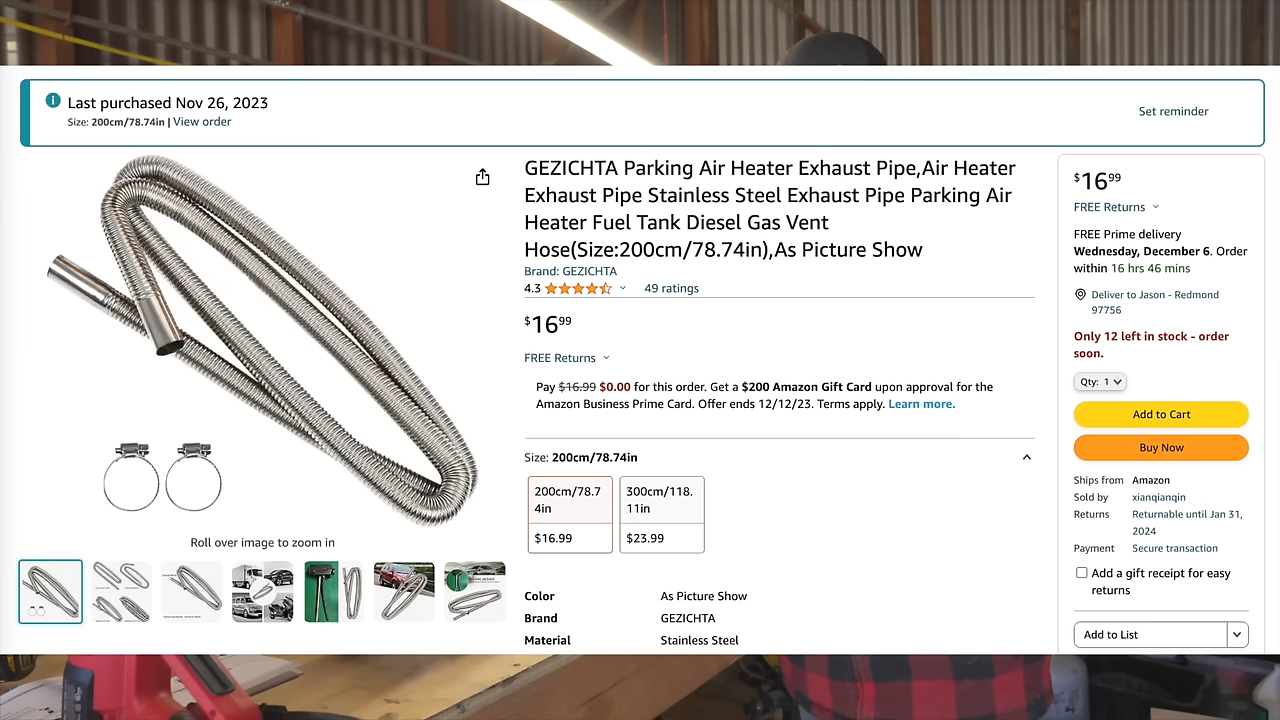 Last purchased Nov 26, 2023
Size: 200cm/78.74in | View order
Set reminder
GEZICHTA Parking Air Heater Exhaust Pipe,Air Heater
Exhaust Pipe Stainless Steel Exhaust Pipe Parking Air
Heater Fuel Tank Diesel Gas Vent
Hose(Size:200cm/78.74in),As Picture Show
Brand: GEZICHTA
4.3
49 ratings
$16 99
FREE Returns
Pay $16.99 $0.00 for this order. Get a $200 Amazon Gift Card upon approval for the
Amazon Business Prime Card. Offer ends 12/12/23. Terms apply. Learn more.
Size: 200cm/78.74in
200cm/78.7
4in
$16.99
300cm/118.
11in
$23.99
Color As Picture Show
Brand GEZICHTA
Material Stainless Steel
Roll over image to zoom in
$16 99
FREE Returns
FREE Prime delivery
Wednesday, December 6. Order
within 16 hrs 46 mins
Deliver to Jason - Redmond
97756
Only 12 left in stock - order
soon.
Qty: 1
Add to Cart
Buy Now
Ships from Amazon
Sold by xianqianqin
Returns Returnable until Jan 31,
2024
Payment Secure transaction
Add a gift receipt for easy
returns
Add to List